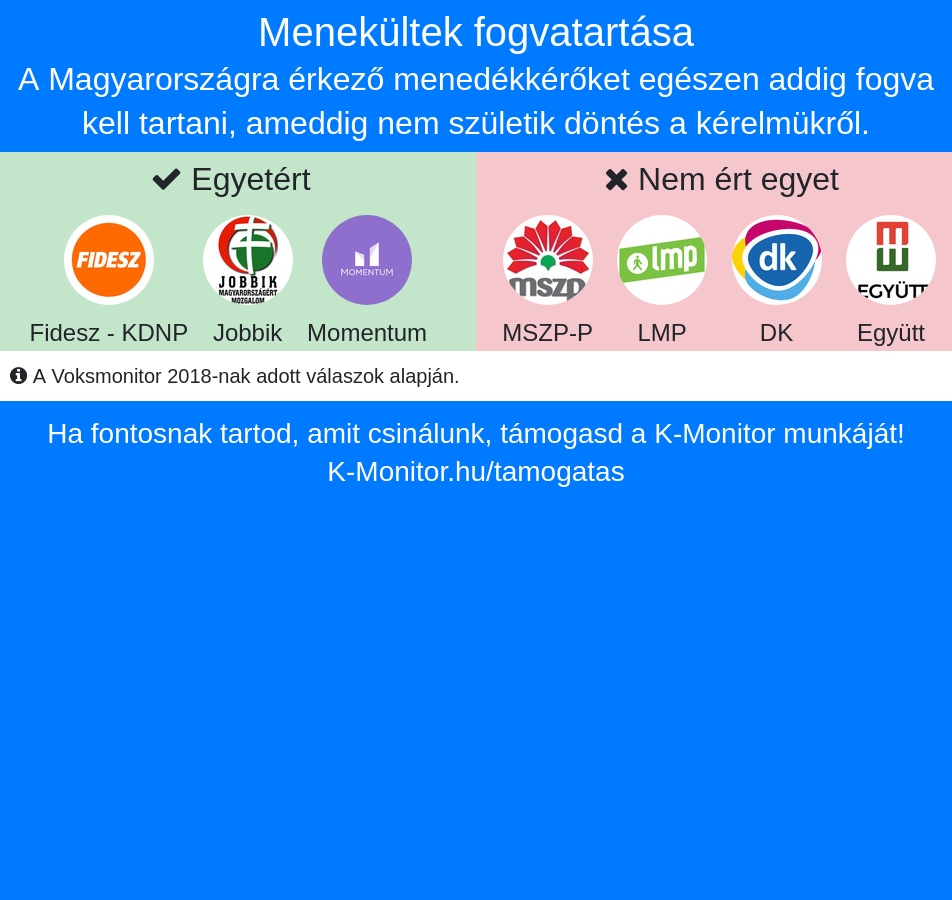 Menekültek fogvatartása
A Magyarországra érkező menedékkérőket egészen addig fogva
kell tartani, ameddig nem születik döntés a kérelmükről.
Egyetért
Nem ért egyet
FIDESZ
JOBBIK
MAGYARORSZÁGÉRT
MOZGALOM
MOMENTUM
mszp
lmp
dk
EGYÜTT
Fidesz - KDNP
Jobbik
Momentum
MSZP-P
LMP
DK
Együtt
A Voksmonitor 2018-nak adott válaszok alapján.
Ha fontosnak tartod, amit csinálunk, támogasd a K-Monitor munkáját!
K-Monitor.hu/tamogatas